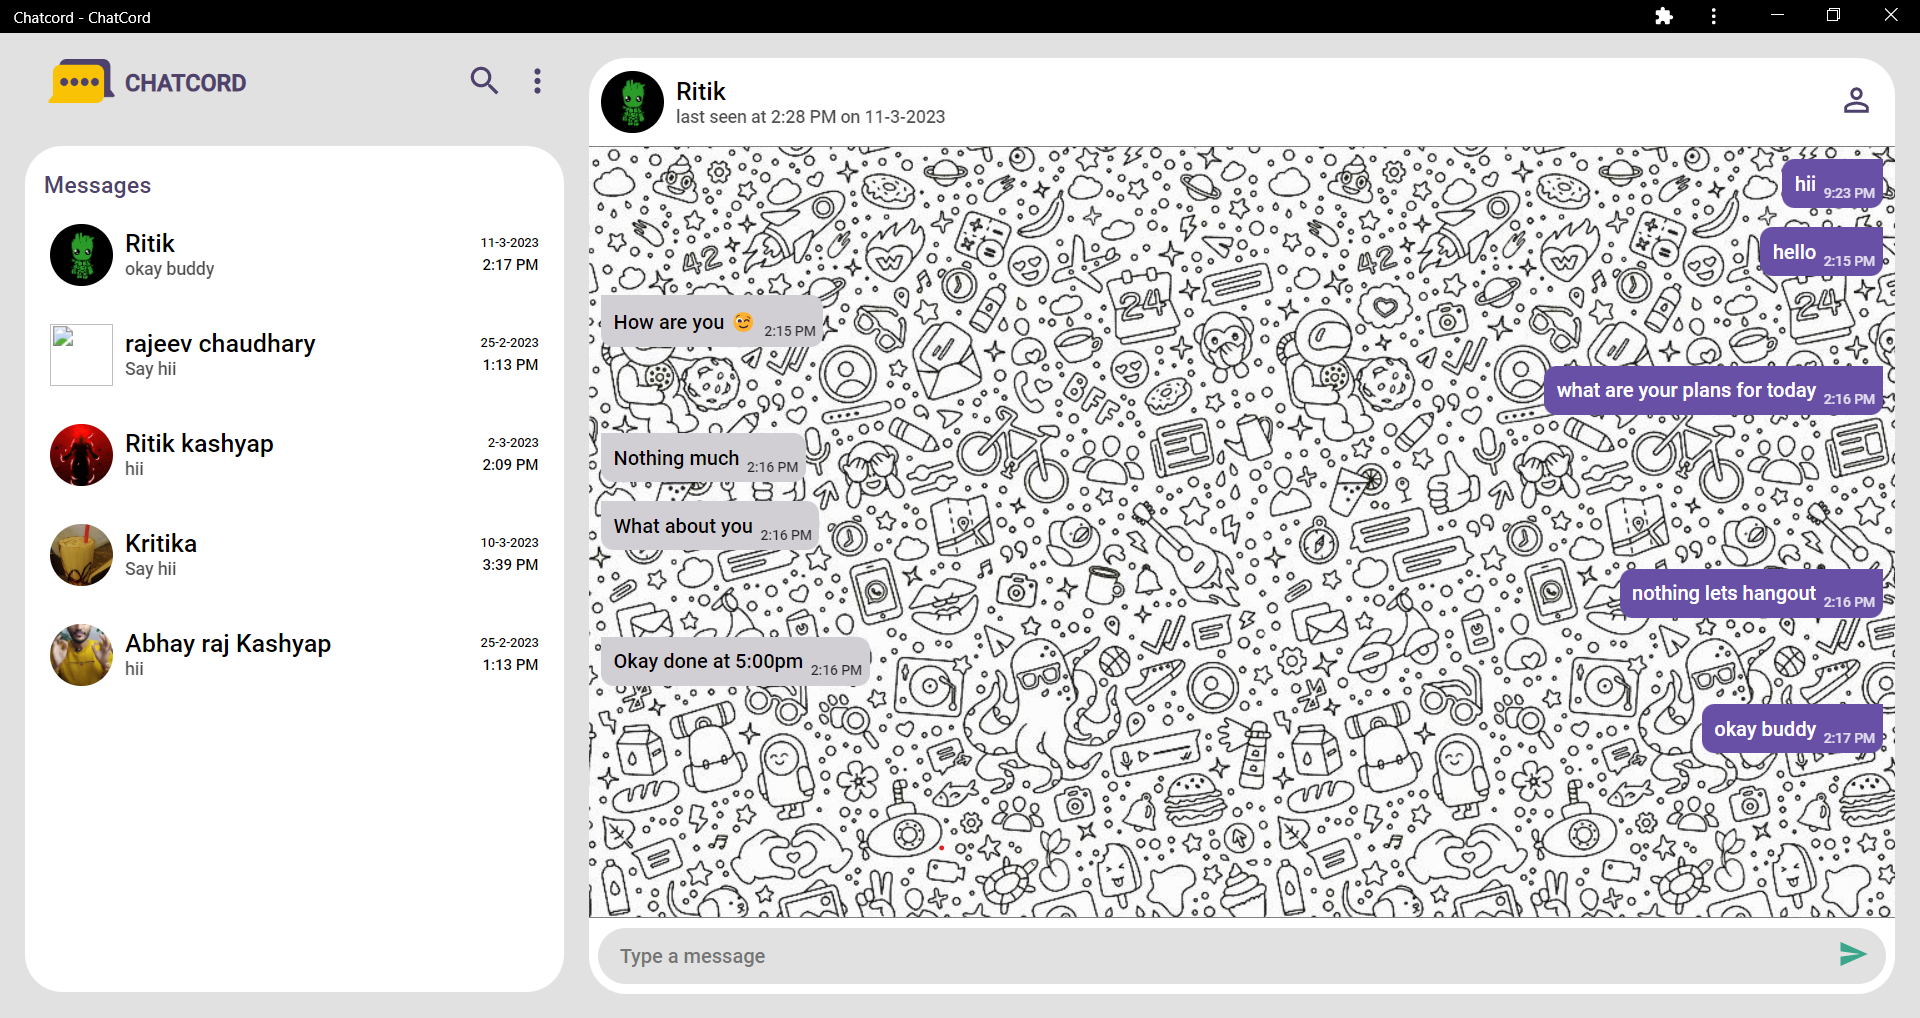 Chatcord - ChatCord
CHATCORD
Messages
Ritik
11-3-2023
okay buddy
2:17 PM
rajeev chaudhary
25-2-2023
Say hii
1:13 PM
Ritik kashyap
2-3-2023
hii
2:09 PM
Kritika
10-3-2023
Say hii
3:39 PM
Abhay raj Kashyap
25-2-2023
hii
1:13 PM
Ritik
last seen at 2:28 PM on 11-3-2023
hii 9:23 PM
hello 2:15 PM
How are you 😉 2:15 PM
what are your plans for today 2:16 PM
Nothing much 2:16 PM
What about you 2:16 PM
nothing lets hangout 2:16 PM
Okay done at 5:00pm 2:16 PM
okay buddy 2:17 PM
42
24
BFF
42
24
Type a message